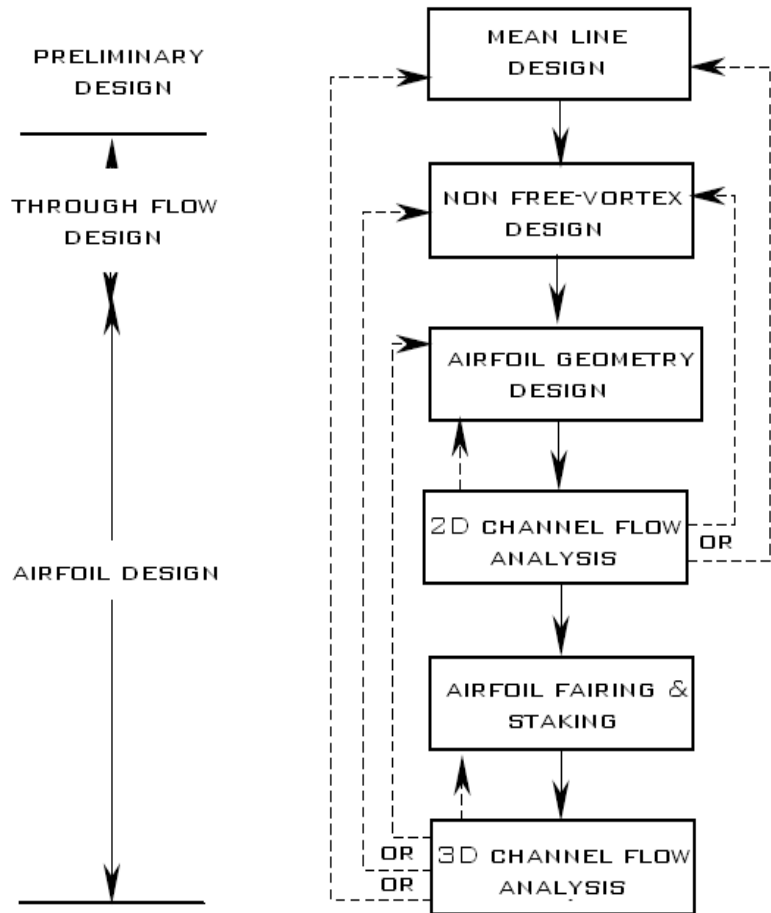 PRELIMINARY
DESIGN
THROUGH FLOW
DESIGN
AIRFOIL DESIGN
MEAN LINE
DESIGN
NON FREE-VORTEX
DESIGN
AIRFOIL GEOMETRY
DESIGN
2D CHANNEL FLOW
ANALYSIS
OR
AIRFOIL FAIRING &
STAKING
3D CHANNEL FLOW
ANALYSIS
OR
OR